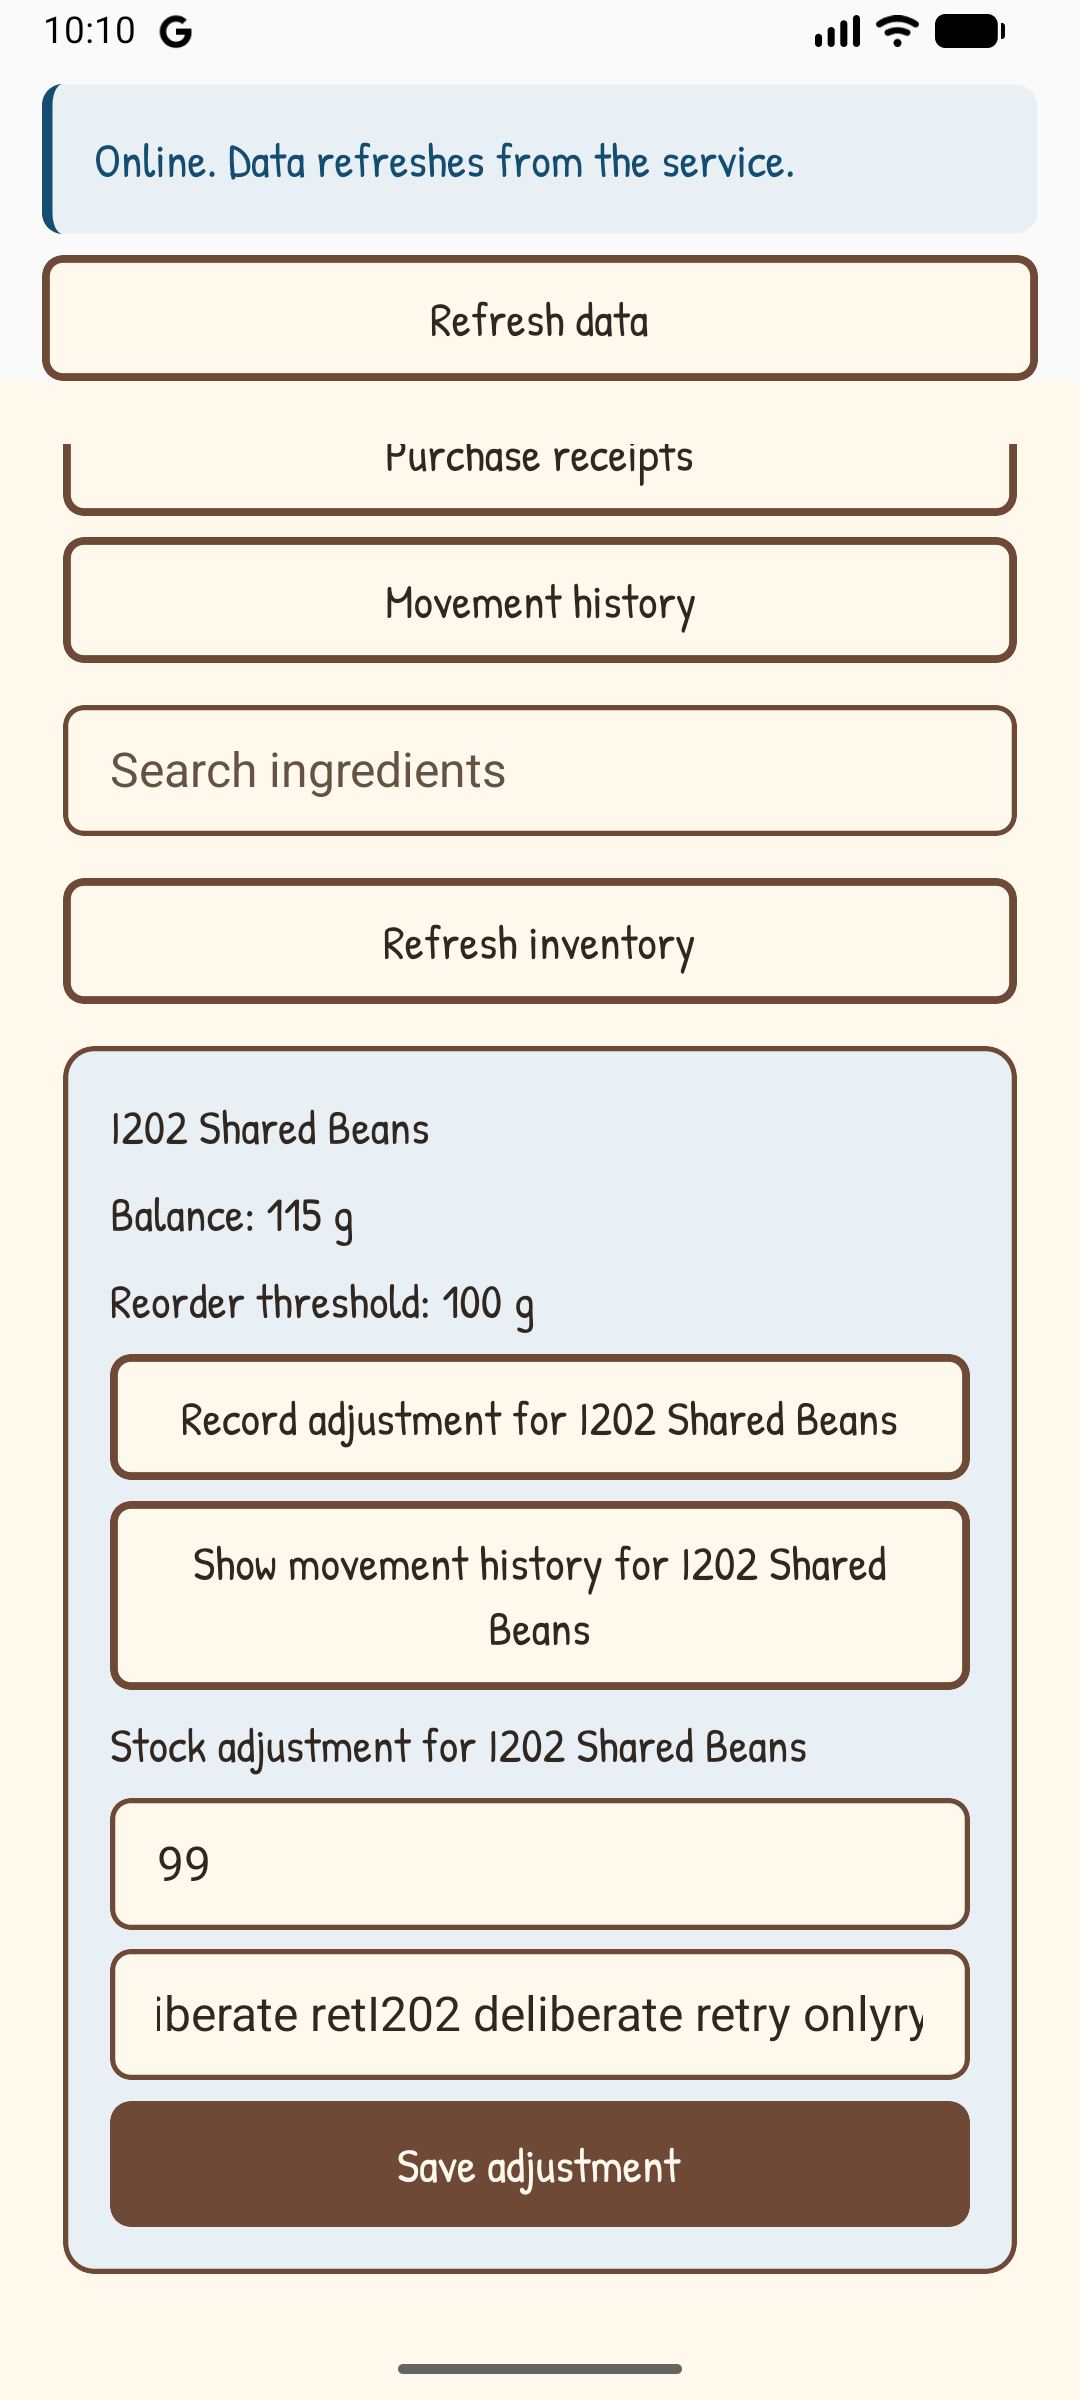 10:10
Online. Data refreshes from the service.
Refresh data
Purchase receipts
Movement history
Search ingredients
Refresh inventory
1202 Shared Beans
Balance: 115 g
Reorder threshold: 100 g
Record adjustment for 1202 Shared Beans
Show movement history for 1202 Shared
Beans
Stock adjustment for 1202 Shared Beans
99
iberate retI202 deliberate retry onlyry
Save adjustment